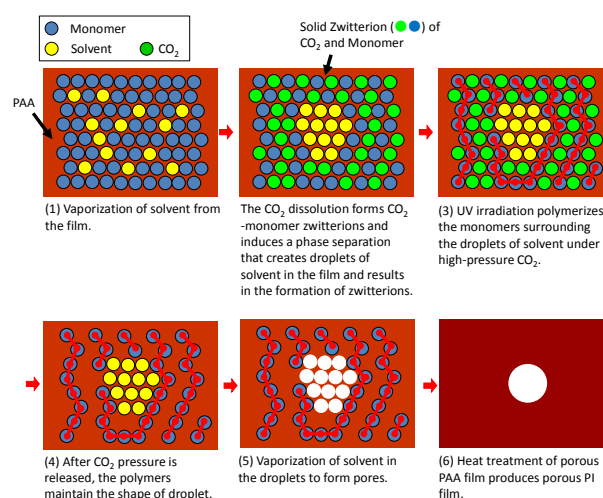 Monomer
Solvent
CO2
Solid Zwitterion ( ) of
CO2 and Monomer
PAA
(1) Vaporization of solvent from
the film.
The CO2 dissolution forms CO2
-monomer zwitterions and
induces a phase separation
that creates droplets of
solvent in the film and results
in the formation of zwitterions.
(3) UV irradiation polymerizes
the monomers surrounding
the droplets of solvent under
high-pressure CO2.
(4) After CO2 pressure is
released, the polymers
maintain the shape of droplet.
(5) Vaporization of solvent in
the droplets to form pores.
(6) Heat treatment of porous
PAA film produces porous PI
film.